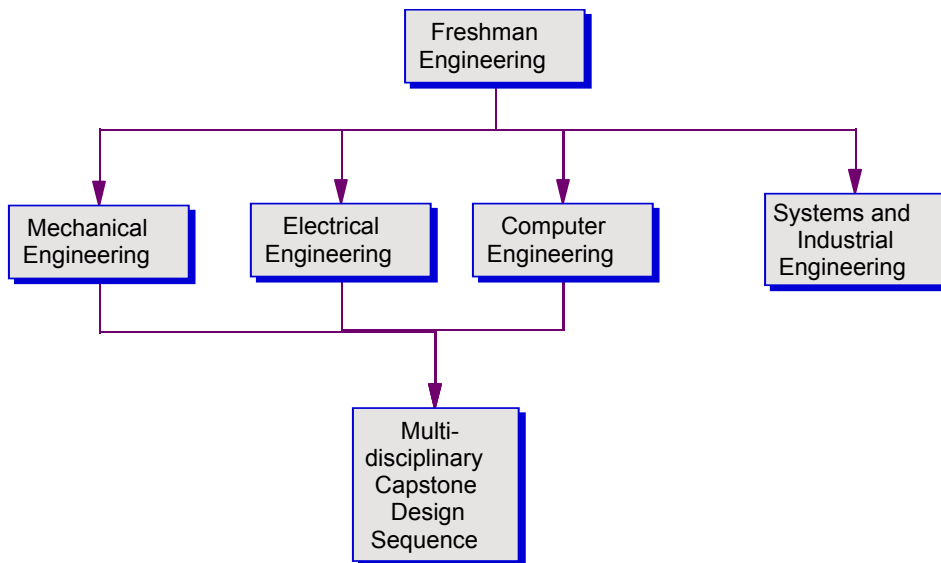 Freshman
Engineering
Mechanical
Engineering
Electrical
Engineering
Computer
Engineering
Systems and
Industrial
Engineering
Multi-
disciplinary
Capstone
Design
Sequence